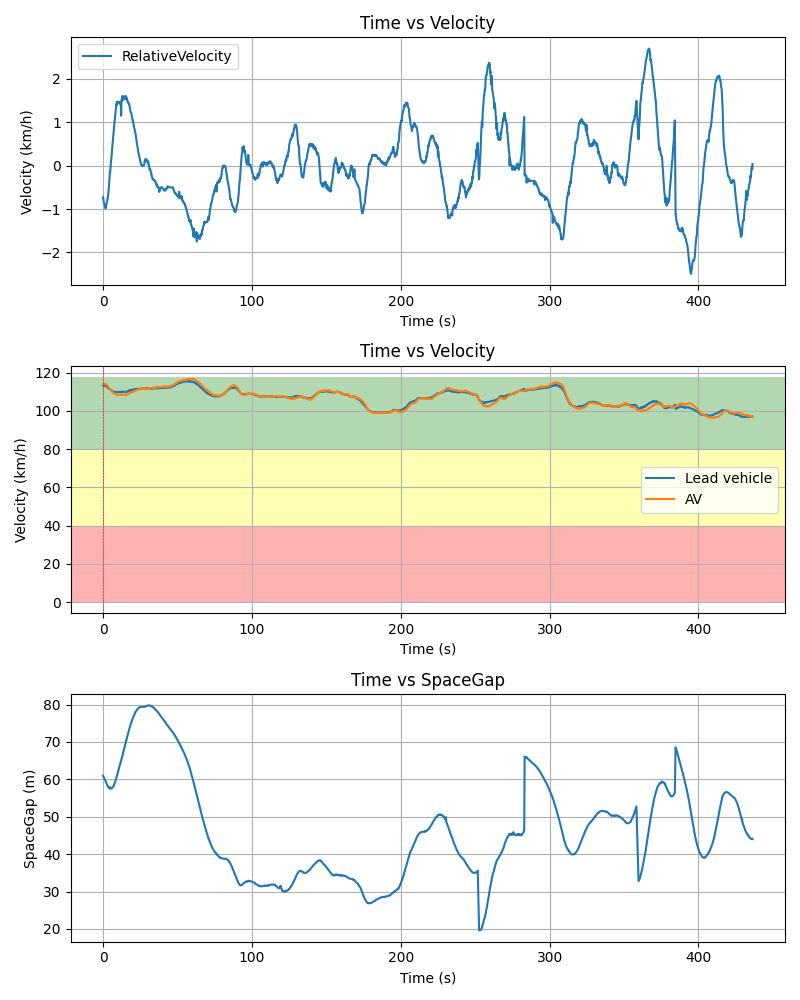 Time vs Velocity
RelativeVelocity
Velocity (km/h)
2
1
0
−1
−2
0 100 200 300 400
Time (s)
Time vs Velocity
Velocity (km/h)
120
100
80
60
40
20
0
Lead vehicle
AV
0 100 200 300 400
Time (s)
Time vs SpaceGap
SpaceGap (m)
80
70
60
50
40
30
20
0 100 200 300 400
Time (s)